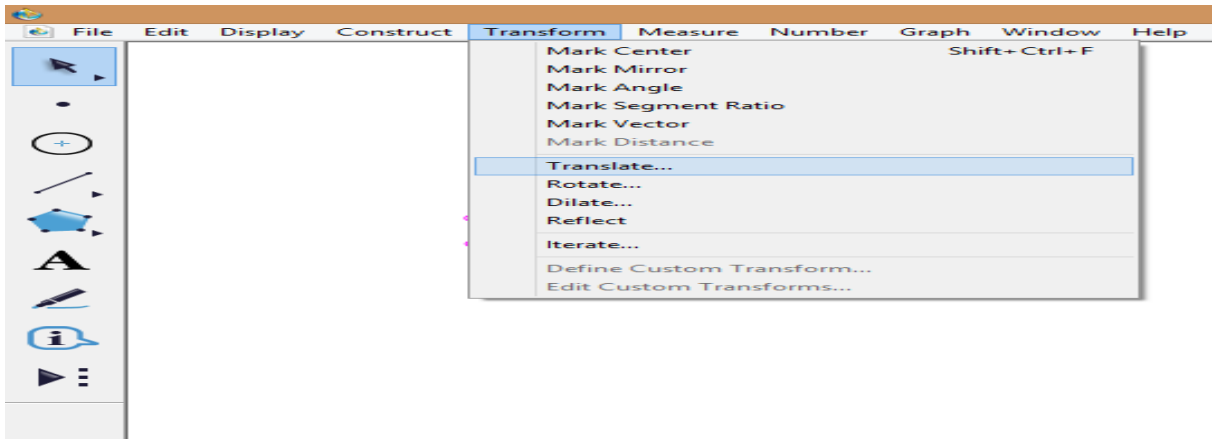 File Edit Display Construct Transform Measure Number Graph Window Help
Mark Center Shift+Ctrl+F
Mark Mirror
Mark Angle
Mark Segment Ratio
Mark Vector
Mark Distance
Translate...
Rotate...
Dilate...
Reflect
Iterate...
Define Custom Transform...
Edit Custom Transforms...
A
i